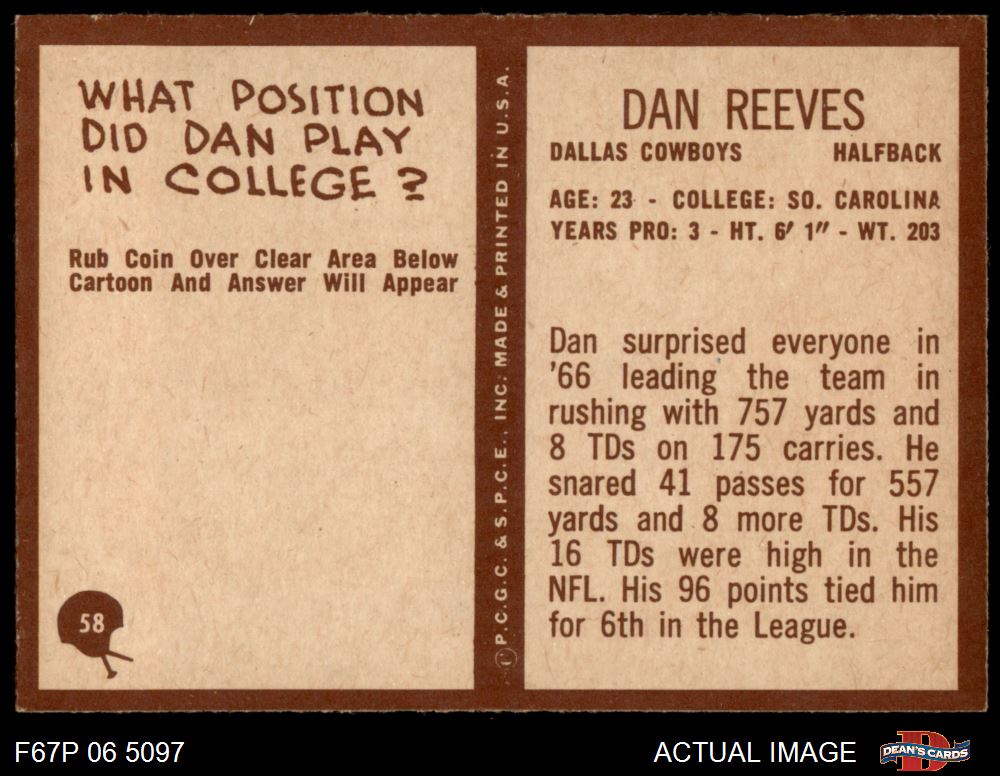 WHAT POSITION
DID DAN PLAY
IN COLLEGE ?
Rub Coin Over Clear Area Below
Cartoon And Answer Will Appear
58
© P.C.G.C. & S.P.C.E., INC. MADE & PRINTED IN U.S.A.
DAN REEVES
DALLAS COWBOYS HALFBACK
AGE: 23 - COLLEGE: SO. CAROLINA
YEARS PRO: 3 - HT. 6' 1" - WT. 203
Dan surprised everyone in
'66 leading the team in
rushing with 757 yards and
8 TDs on 175 carries. He
snared 41 passes for 557
yards and 8 more TDs. His
16 TDs were high in the
NFL. His 96 points tied him
for 6th in the League.
F67P 06 5097
ACTUAL IMAGE
DEAN'S CARDS